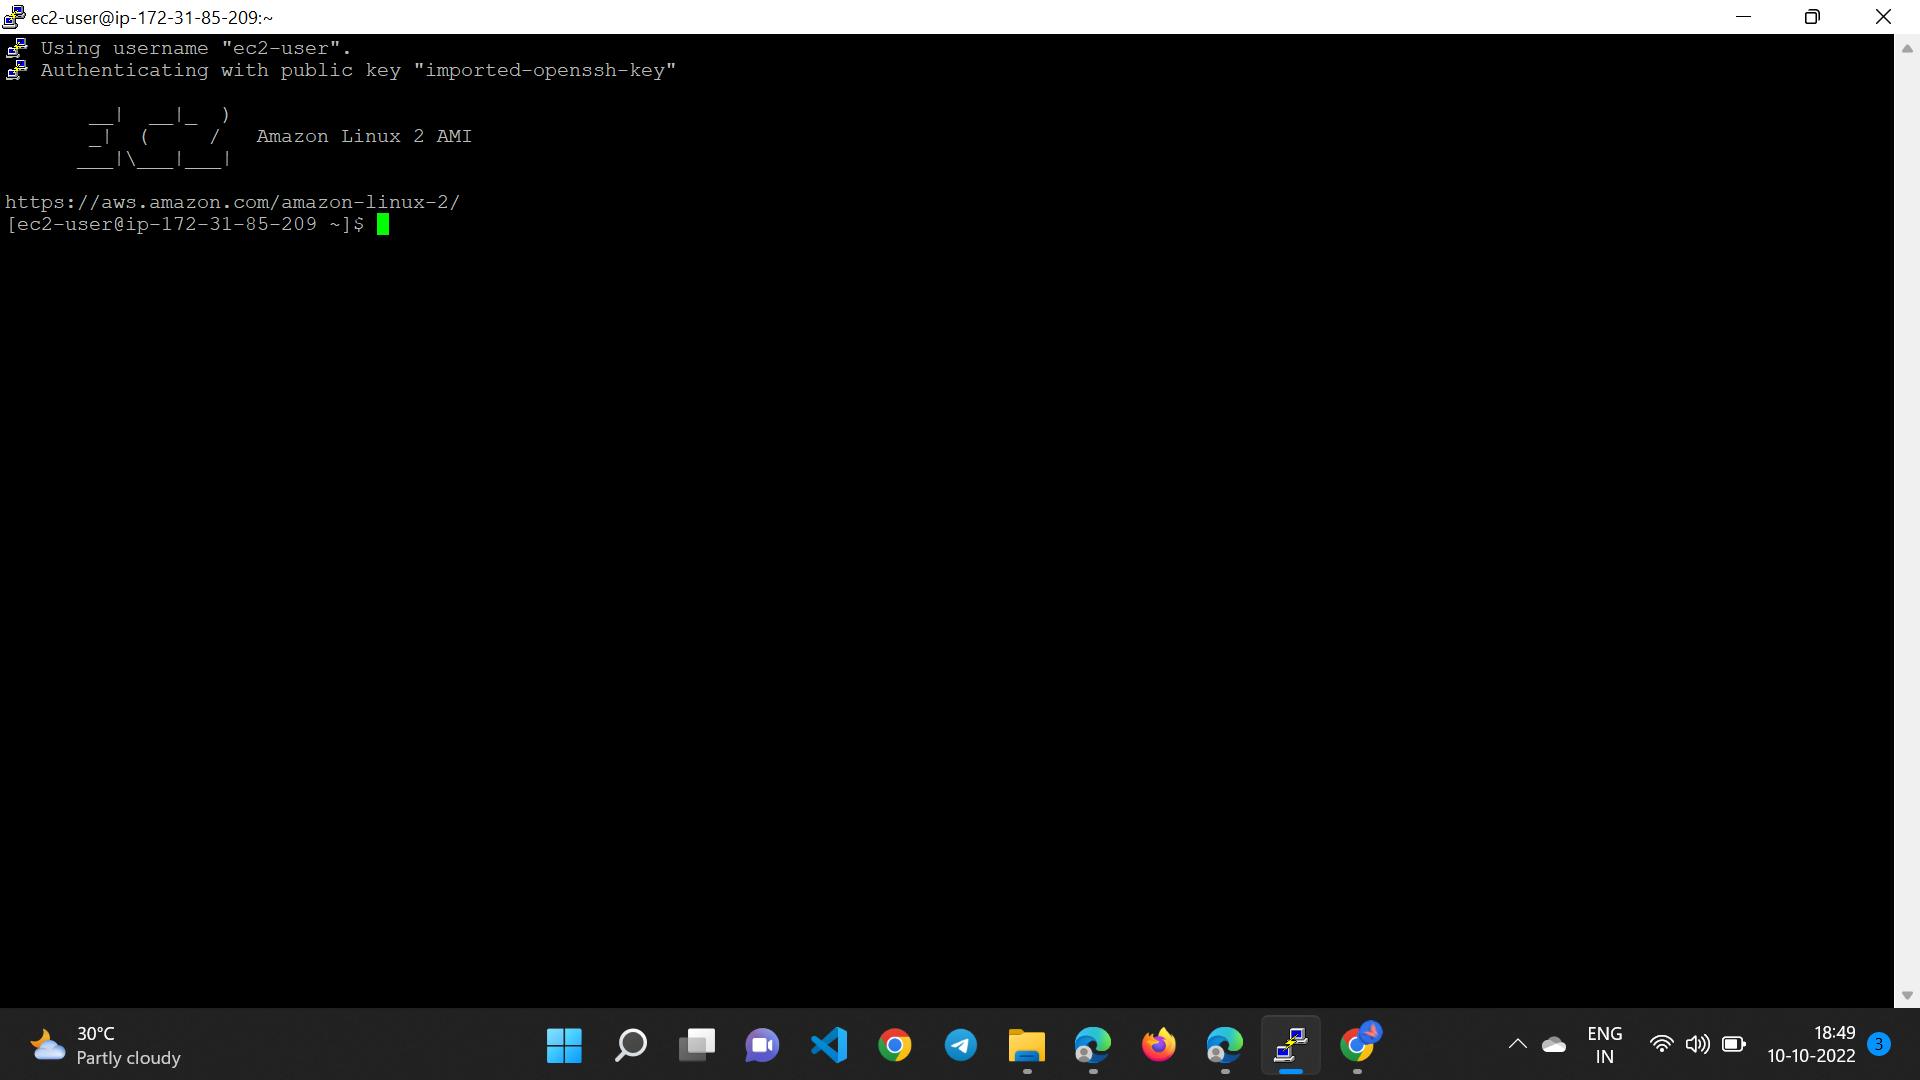 ec2-user@ip-172-31-85-209:~
Using username "ec2-user".
Authenticating with public key "imported-openssh-key"
__|  __|_  )
_|  (     /   Amazon Linux 2 AMI
___|\___|___|
https://aws.amazon.com/amazon-linux-2/
[ec2-user@ip-172-31-85-209 ~]$
30°C
Partly cloudy
ENG
IN
18:49
10-10-2022
3